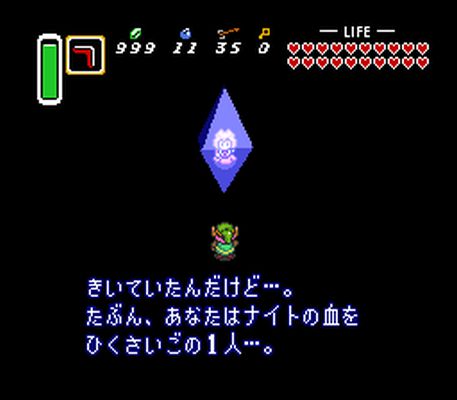 — LIFE —
999 11 35 0
きいていたんだけど…。
たぶん、あなたはナイトの血を
ひくさいごの1人…。